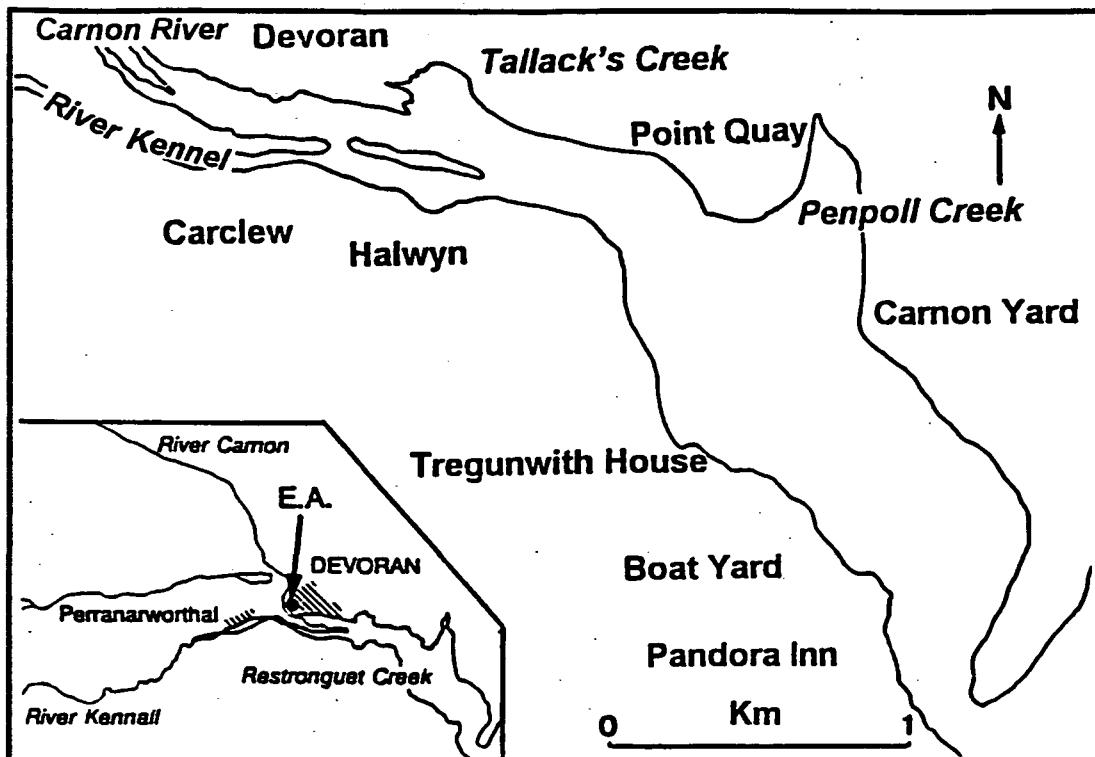 Carnon River
Devoran
Tallack's Creek
River Kennel
Point Quay
N
Penpoll Creek
Carclew
Halwyn
Carnon Yard
Tregunwith House
Boat Yard
Pandora Inn
Km
0 1
River Carnon
E.A.
DEVORAN
Perranarworthal
Restronguet Creek
River Kennall